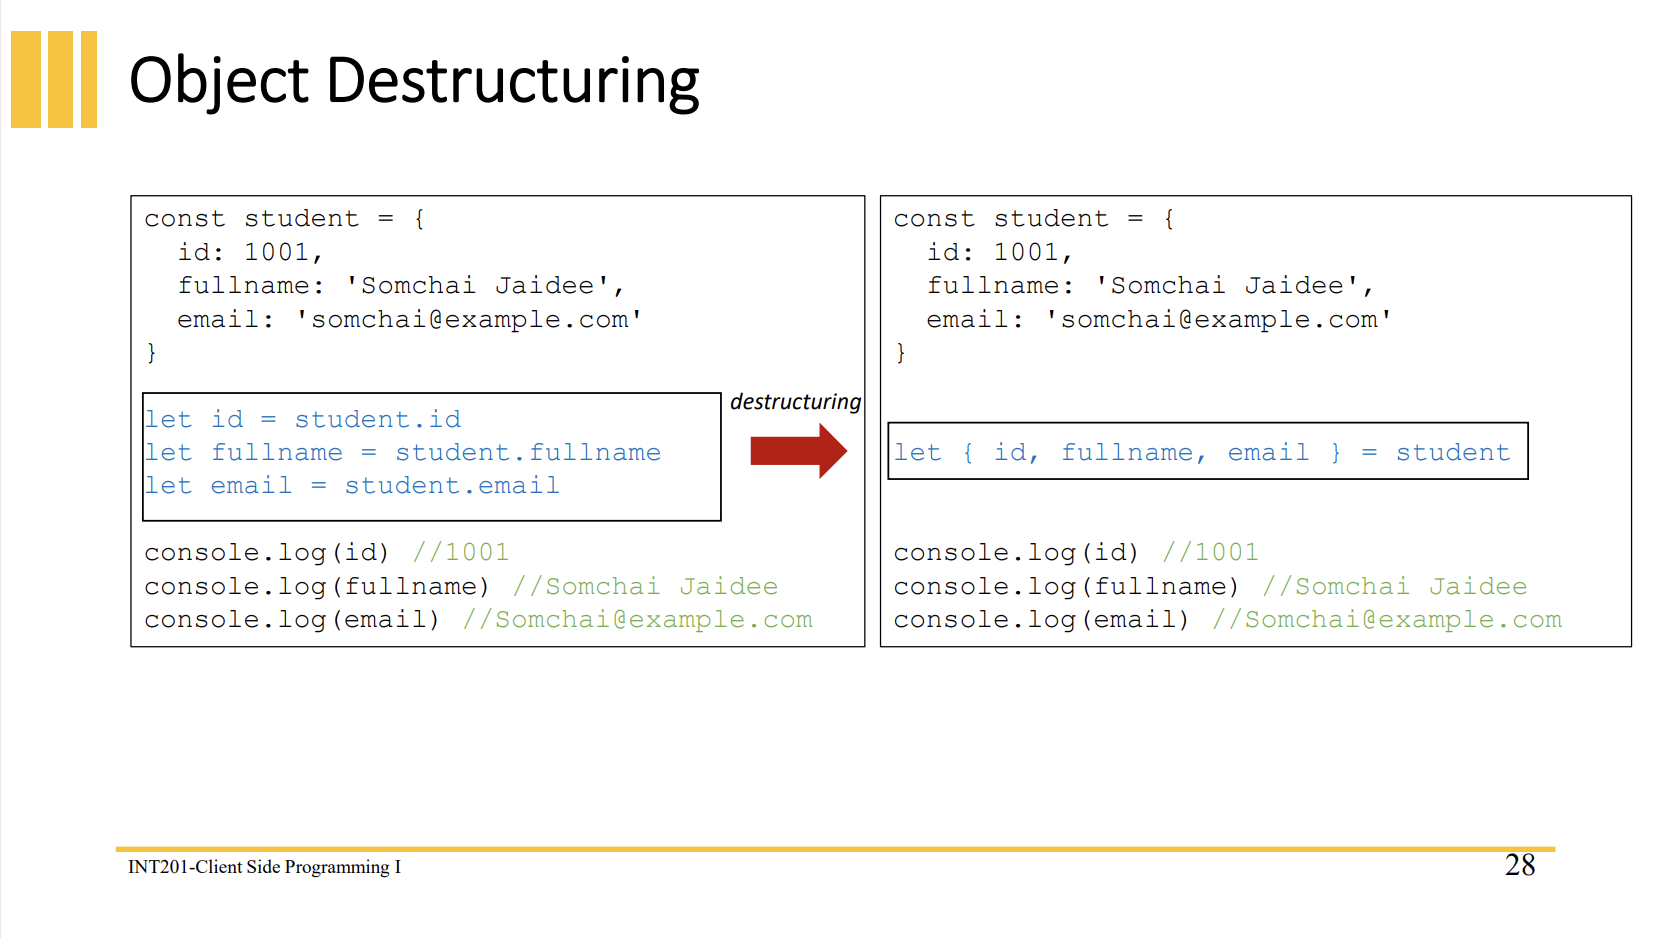 Object Destructuring
const student = {
  id: 1001,
  fullname: 'Somchai Jaidee',
  email: 'somchai@example.com'
}
let id = student.id
let fullname = student.fullname
let email = student.email
console.log(id) //1001
console.log(fullname) //Somchai Jaidee
console.log(email) //Somchai@example.com
destructuring
const student = {
  id: 1001,
  fullname: 'Somchai Jaidee',
  email: 'somchai@example.com'
}
let { id, fullname, email } = student
console.log(id) //1001
console.log(fullname) //Somchai Jaidee
console.log(email) //Somchai@example.com
INT201-Client Side Programming I
28